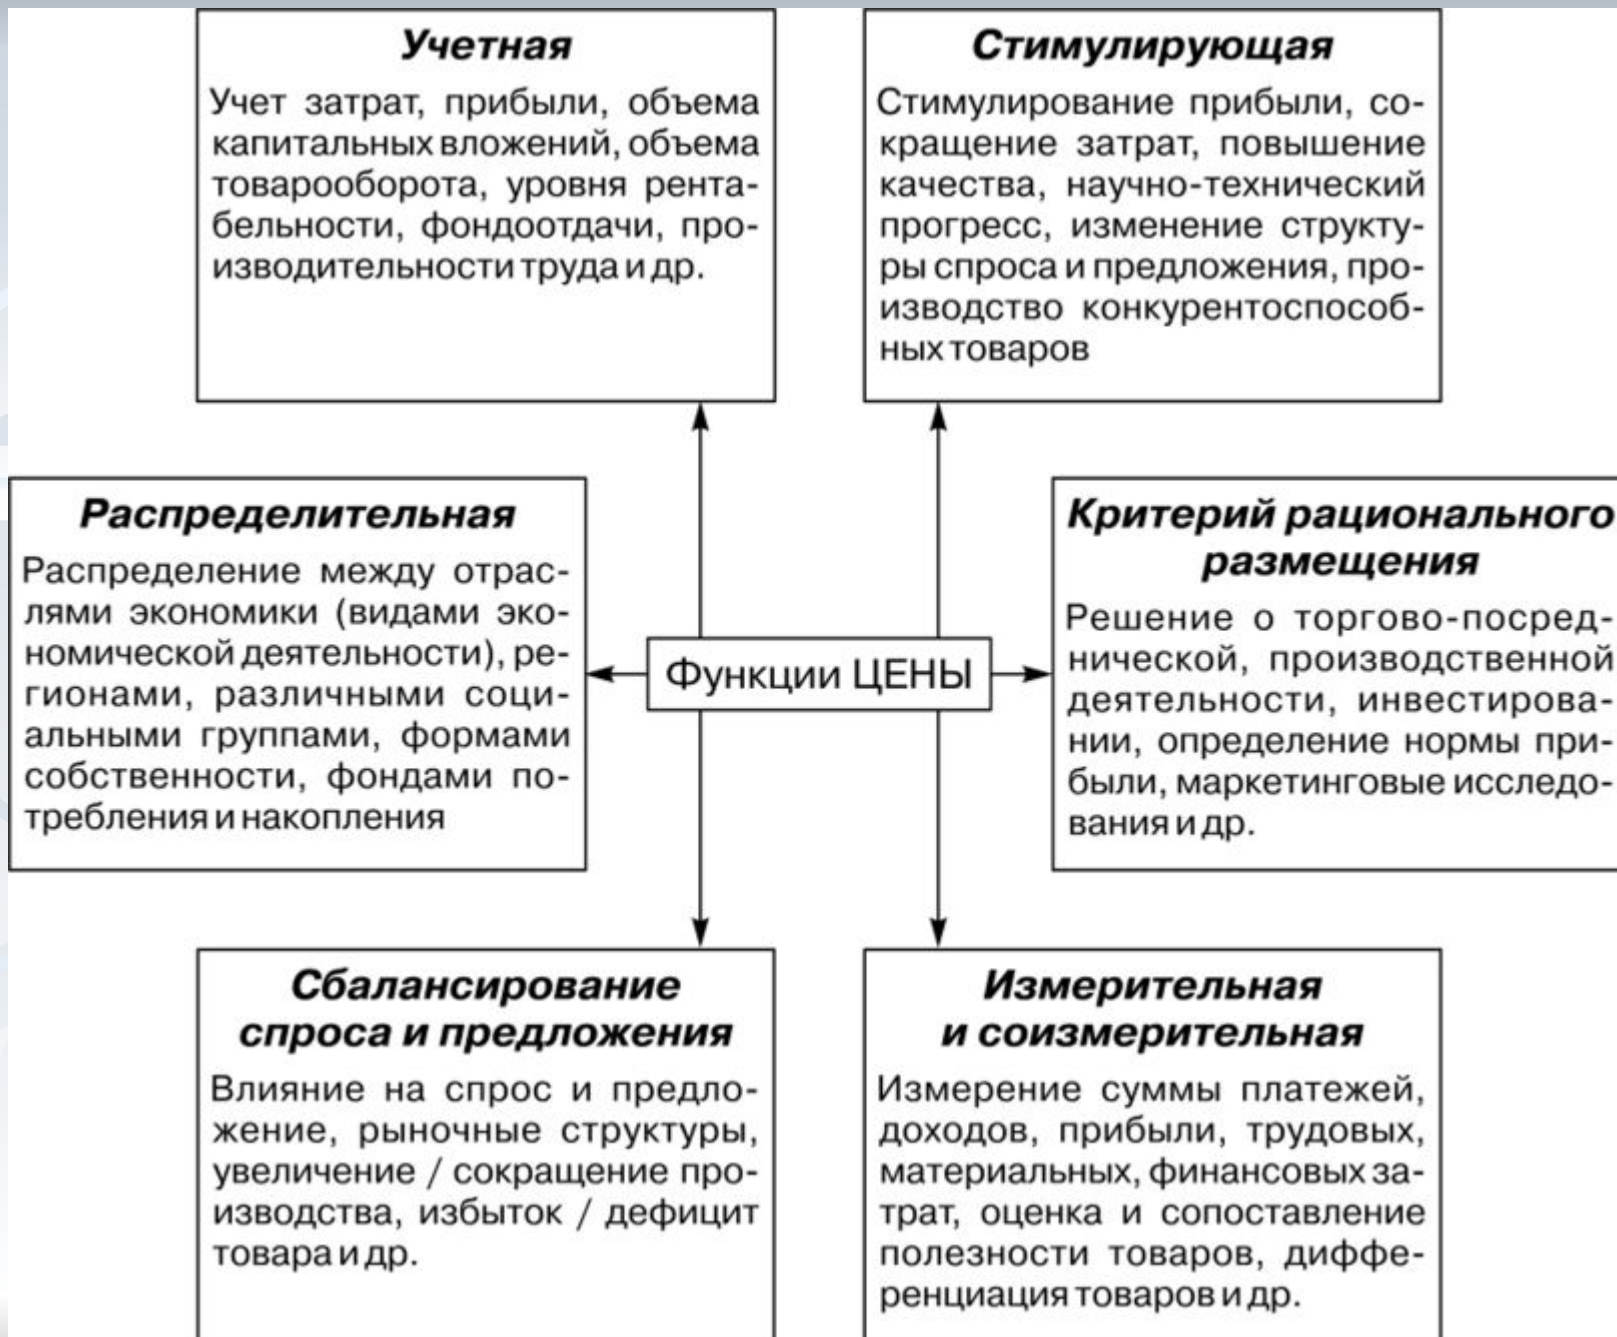 Учетная
Учет затрат, прибыли, объема
капитальных вложений, объема
товарооборота, уровня рента-
бельности, фондоотдачи, про-
изводительности труда и др.
Стимулирующая
Стимулирование прибыли, со-
кращение затрат, повышение
качества, научно-технический
прогресс, изменение структу-
ры спроса и предложения, про-
изводство конкурентоспособ-
ных товаров
Распределительная
Распределение между отрас-
лями экономики (видами эко-
номической деятельности), ре-
гионами, различными соци-
альными группами, формами
собственности, фондами по-
требления и накопления
Функции ЦЕНЫ
Критерий рационального
размещения
Решение о торгово-посред-
нической, производственной
деятельности, инвестирова-
нии, определение нормы при-
были, маркетинговые исследо-
вания и др.
Сбалансирование
спроса и предложения
Влияние на спрос и предло-
жение, рыночные структуры,
увеличение / сокращение про-
изводства, избыток / дефицит
товара и др.
Измерительная
и соизмерительная
Измерение суммы платежей,
доходов, прибыли, трудовых,
материальных, финансовых за-
трат, оценка и сопоставление
полезности товаров, диффе-
ренциация товаров и др.